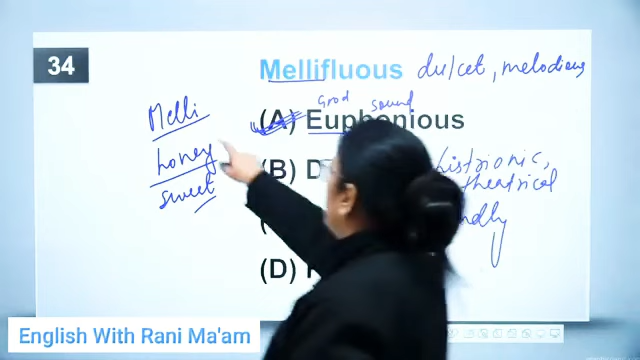 34
Mellifluous dulcet, melodious
Good sound
(A) Euphonious
Melli
honey
sweet
(B) D histrionic,
theatrical
(D)
English With Rani Ma'am